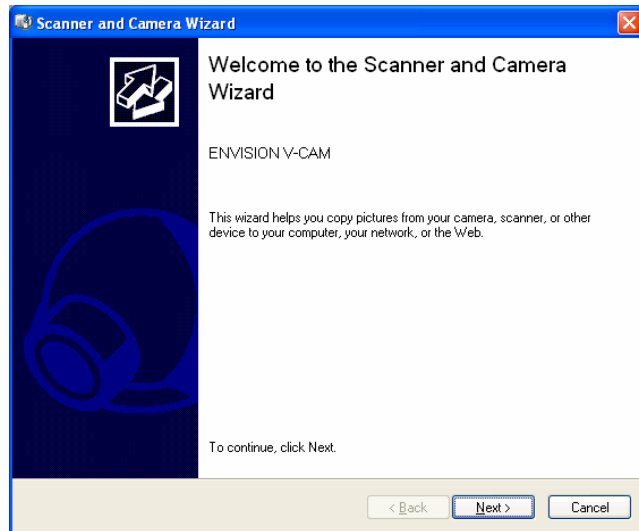 Scanner and Camera Wizard
Welcome to the Scanner and Camera
Wizard
ENVISION V-CAM
This wizard helps you copy pictures from your camera, scanner, or other
device to your computer, your network, or the Web.
To continue, click Next.
< Back Next > Cancel